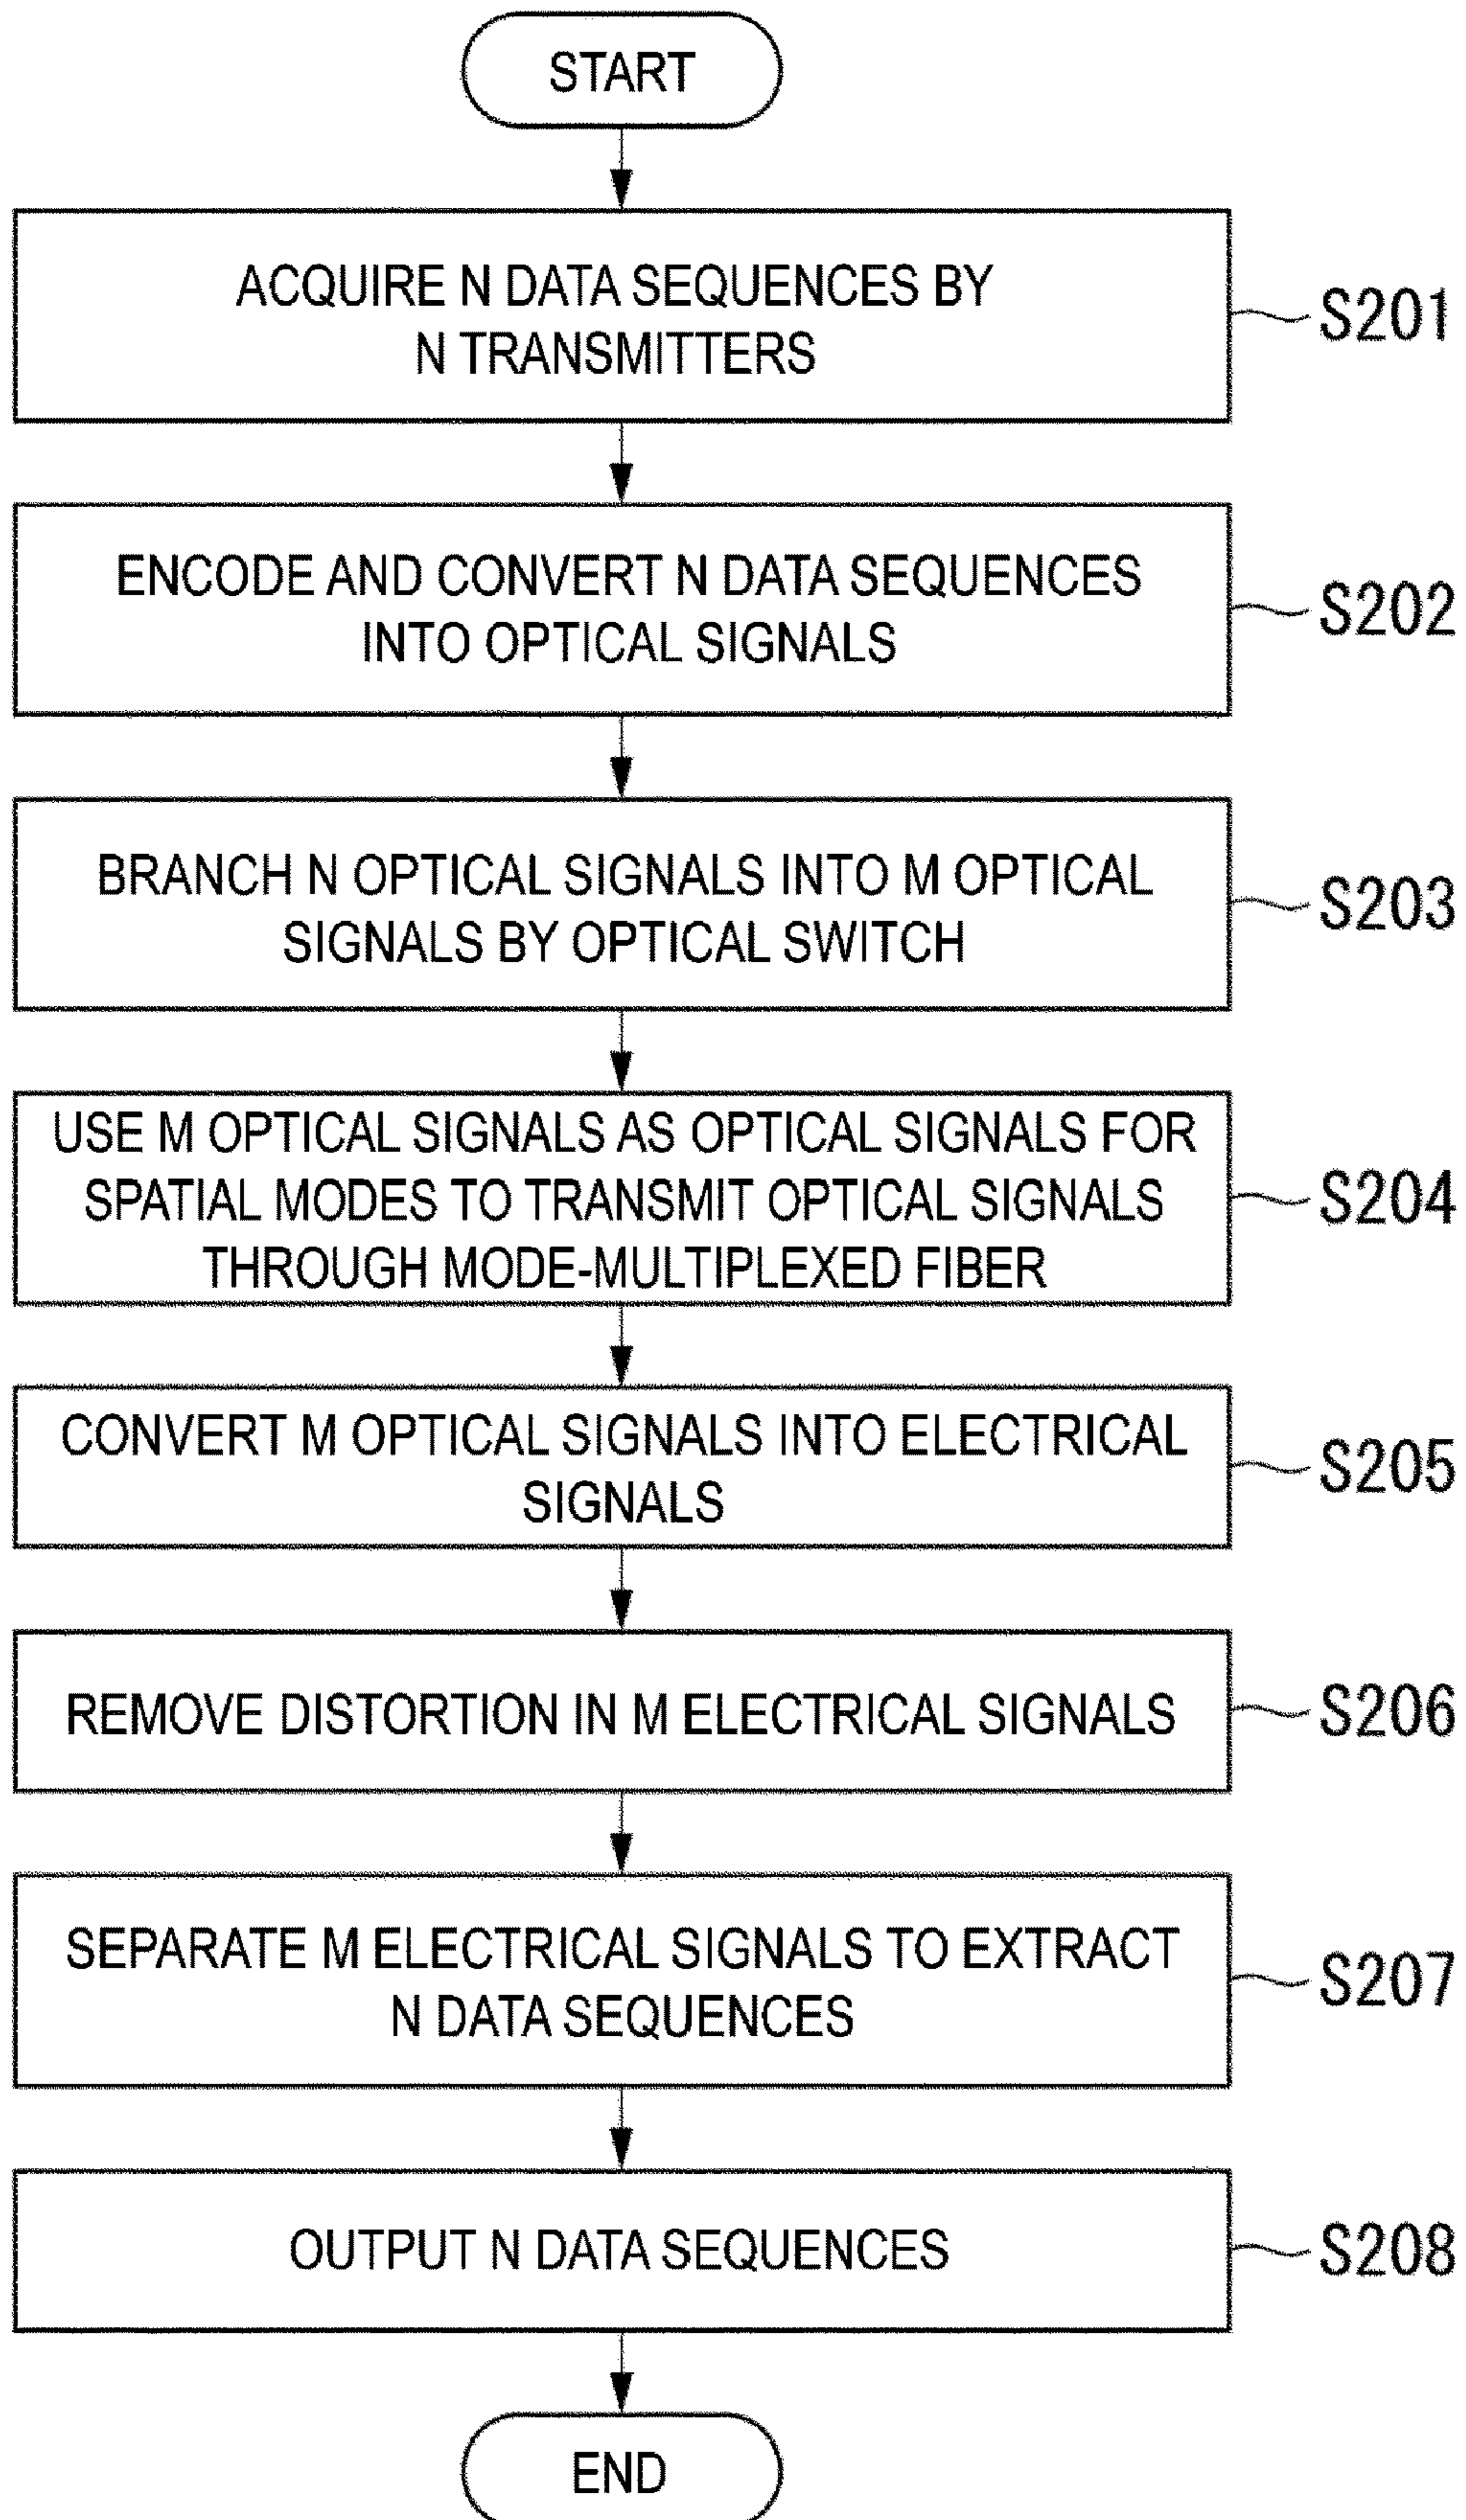 START
ACQUIRE N DATA SEQUENCES BY
N TRANSMITTERS
S201
ENCODE AND CONVERT N DATA SEQUENCES
INTO OPTICAL SIGNALS
S202
BRANCH N OPTICAL SIGNALS INTO M OPTICAL
SIGNALS BY OPTICAL SWITCH
S203
USE M OPTICAL SIGNALS AS OPTICAL SIGNALS FOR
SPATIAL MODES TO TRANSMIT OPTICAL SIGNALS
THROUGH MODE-MULTIPLEXED FIBER
S204
CONVERT M OPTICAL SIGNALS INTO ELECTRICAL
SIGNALS
S205
REMOVE DISTORTION IN M ELECTRICAL SIGNALS
S206
SEPARATE M ELECTRICAL SIGNALS TO EXTRACT
N DATA SEQUENCES
S207
OUTPUT N DATA SEQUENCES
S208
END